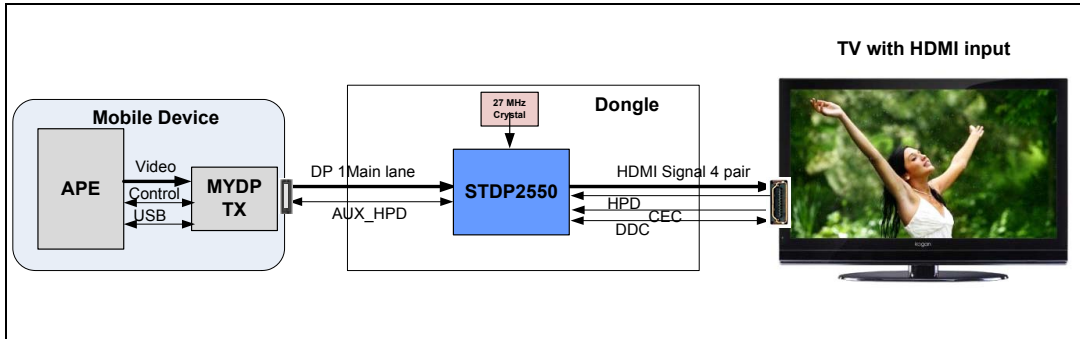 TV with HDMI input
Mobile Device
APE
Video
Control
USB
MYDP
TX
DP 1Main lane
AUX_HPD
Dongle
27 MHz
Crystal
STDP2550
HDMI Signal 4 pair
HPD
CEC
DDC
kogan